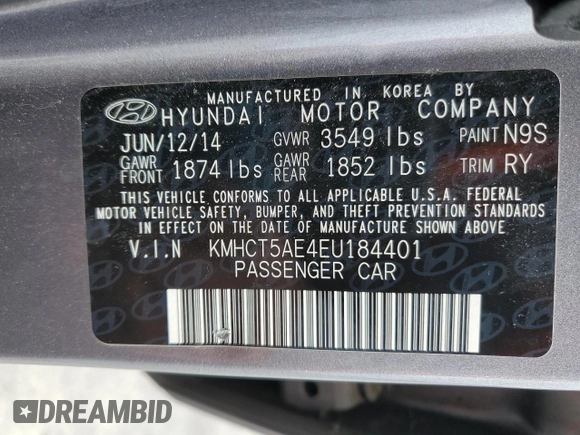 MANUFACTURED IN KOREA BY
HYUNDAI MOTOR COMPANY
JUN/12/14 GVWR 3549 lbs PAINT N9S
GAWR FRONT 1874 lbs GAWR REAR 1852 lbs TRIM RY
THIS VEHICLE CONFORMS TO ALL APPLICABLE U.S.A. FEDERAL
MOTOR VEHICLE SAFETY, BUMPER, AND THEFT PREVENTION STANDARDS
IN EFFECT ON THE DATE OF MANUFACTURE SHOWN ABOVE
V.I.N KMHCT5AE4EU184401
PASSENGER CAR
DREAMBID